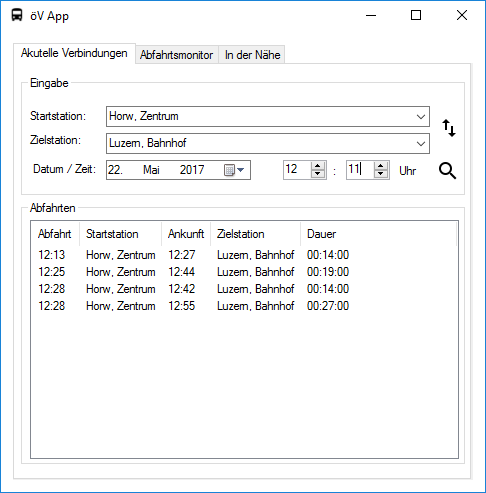 öV App
Akutelle Verbindungen Abfahrtsmonitor In der Nähe
Eingabe
Startstation: Horw, Zentrum
Zielstation: Luzern, Bahnhof
Datum / Zeit: 22. Mai 2017 12 : 11 Uhr
Abfahrten
Abfahrt Startstation Ankunft Zielstation Dauer
12:13 Horw, Zentrum 12:27 Luzern, Bahnhof 00:14:00
12:25 Horw, Zentrum 12:44 Luzern, Bahnhof 00:19:00
12:28 Horw, Zentrum 12:42 Luzern, Bahnhof 00:14:00
12:28 Horw, Zentrum 12:55 Luzern, Bahnhof 00:27:00